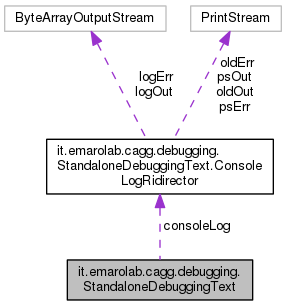 ByteArrayOutputStream
PrintStream
logErr
logOut
oldErr
psOut
oldOut
psErr
it.emarolab.cagg.debugging.
StandaloneDebuggingText.Console
LogRidirector
consoleLog
it.emarolab.cagg.debugging.
StandaloneDebuggingText